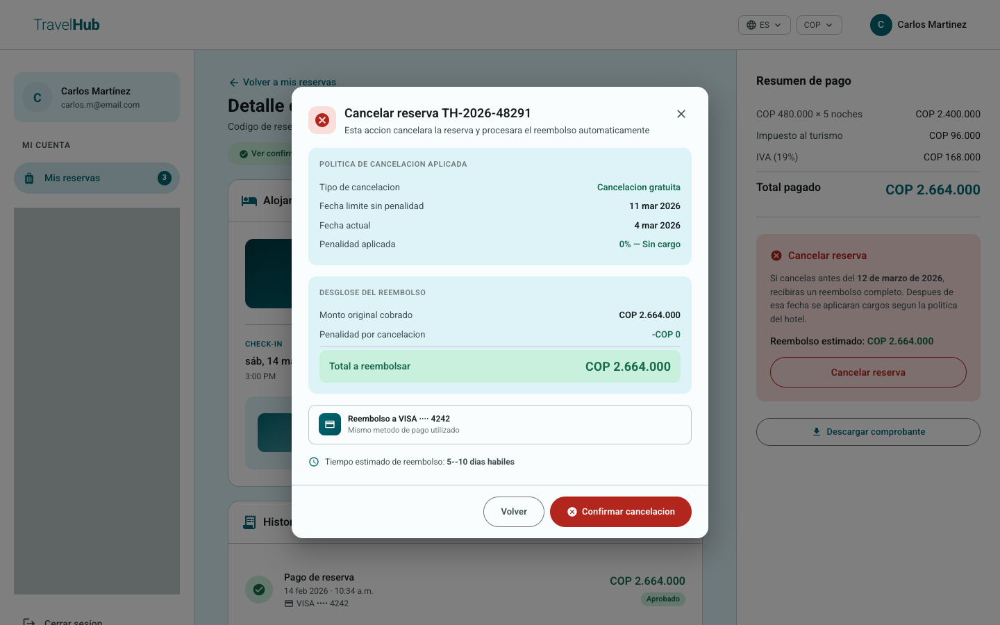 TravelHub
ES
COP
C
Carlos Martinez
C
Carlos Martínez
carlos.m@email.com
MI CUENTA
Mis reservas
3
Cerrar sesion
Volver a mis reservas
Detalle
Codigo de
Ver
CHECK-IN
sáb, 14
3:00 PM
Cancelar reserva TH-2026-48291
Esta accion cancelara la reserva y procesara el reembolso automaticamente
POLITICA DE CANCELACION APLICADA
Tipo de cancelacion
Cancelacion gratuita
Fecha limite sin penalidad
11 mar 2026
Fecha actual
4 mar 2026
Penalidad aplicada
0% — Sin cargo
DESGLOSE DEL REEMBOLSO
Monto original cobrado
COP 2.664.000
Penalidad por cancelacion
-COP 0
Total a reembolsar
COP 2.664.000
Reembolso a VISA ···· 4242
Mismo metodo de pago utilizado
Tiempo estimado de reembolso: 5--10 dias habiles
Volver
Confirmar cancelacion
Pago de reserva
14 feb 2026 · 10:34 a.m.
VISA •••• 4242
COP 2.664.000
Aprobado
Resumen de pago
COP 480.000 × 5 noches
COP 2.400.000
Impuesto al turismo
COP 96.000
IVA (19%)
COP 168.000
Total pagado
COP 2.664.000
Cancelar reserva
Si cancelas antes del 12 de marzo de 2026,
recibiras un reembolso completo. Despues de
esa fecha se aplicaran cargos segun la politica
del hotel.
Reembolso estimado: COP 2.664.000
Cancelar reserva
Descargar comprobante